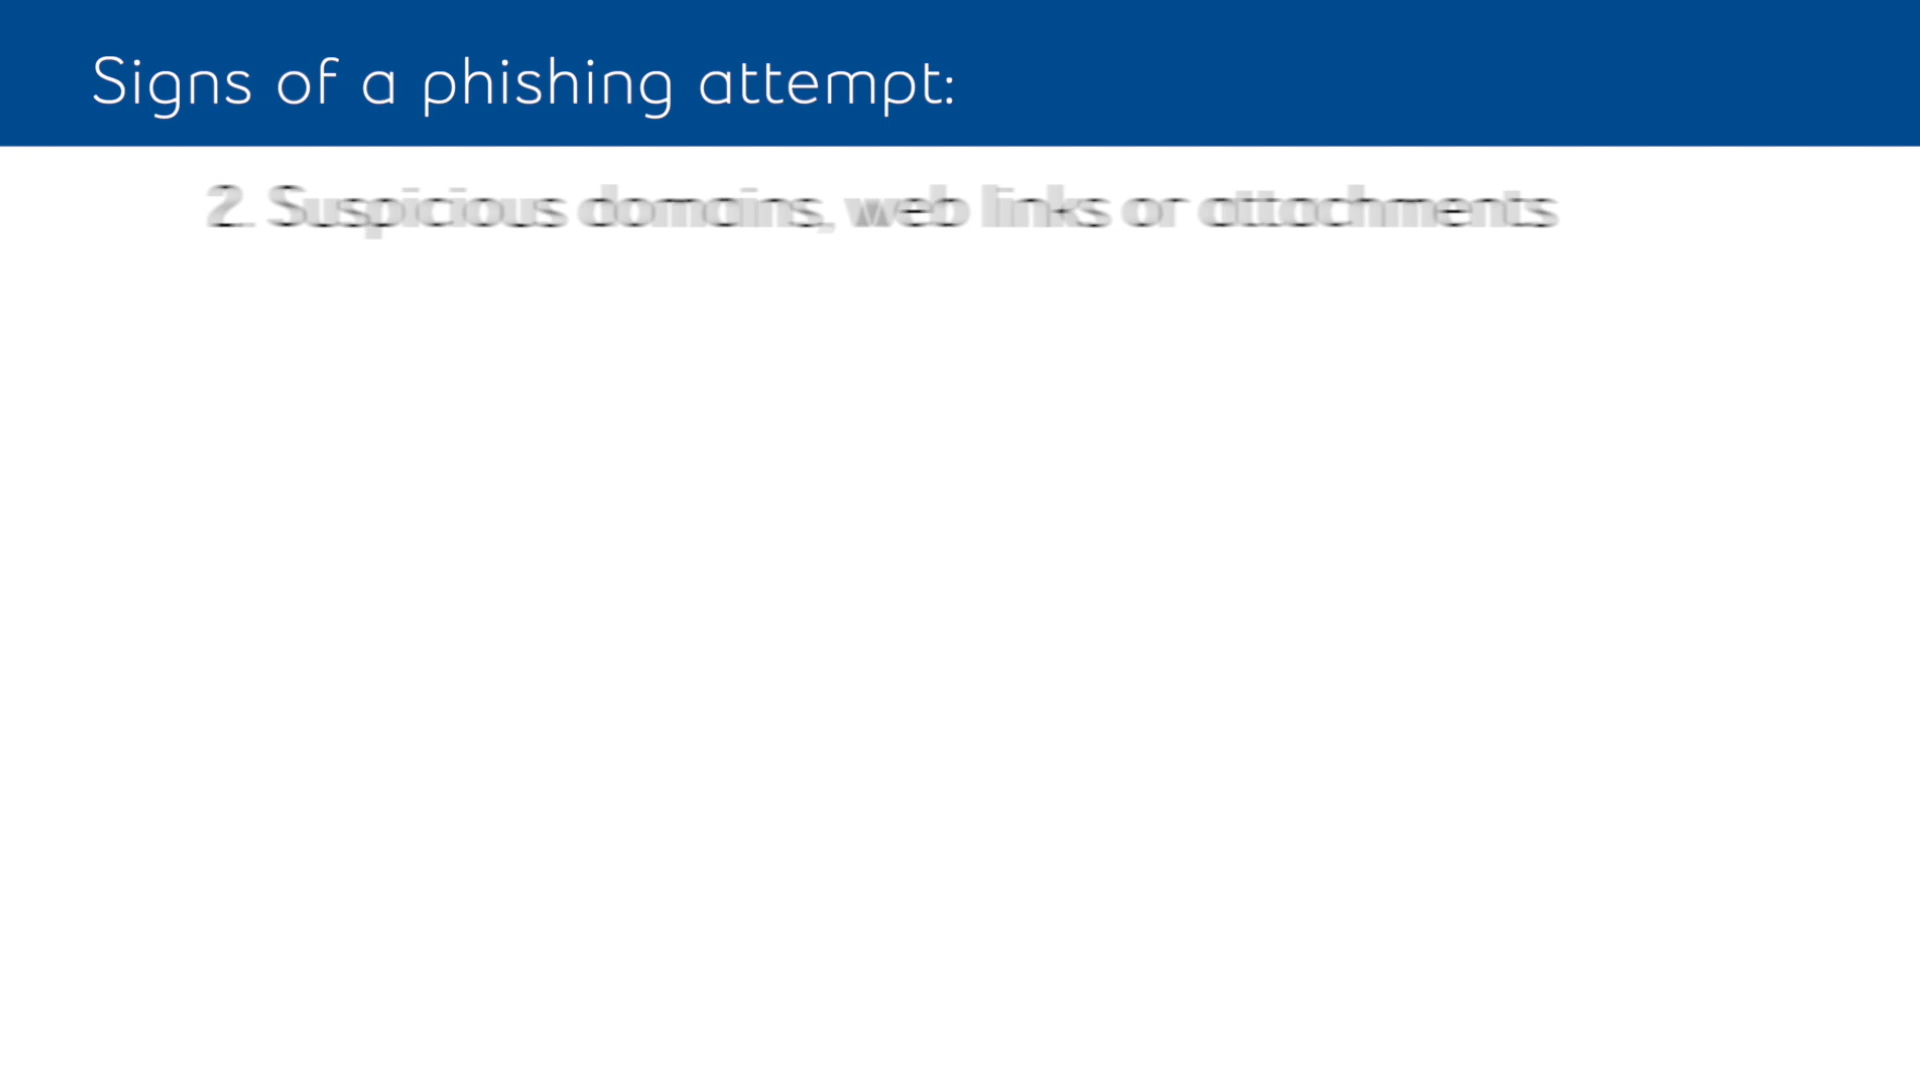 Signs of a phishing attempt:
2. Suspicious domains, web links or attachments